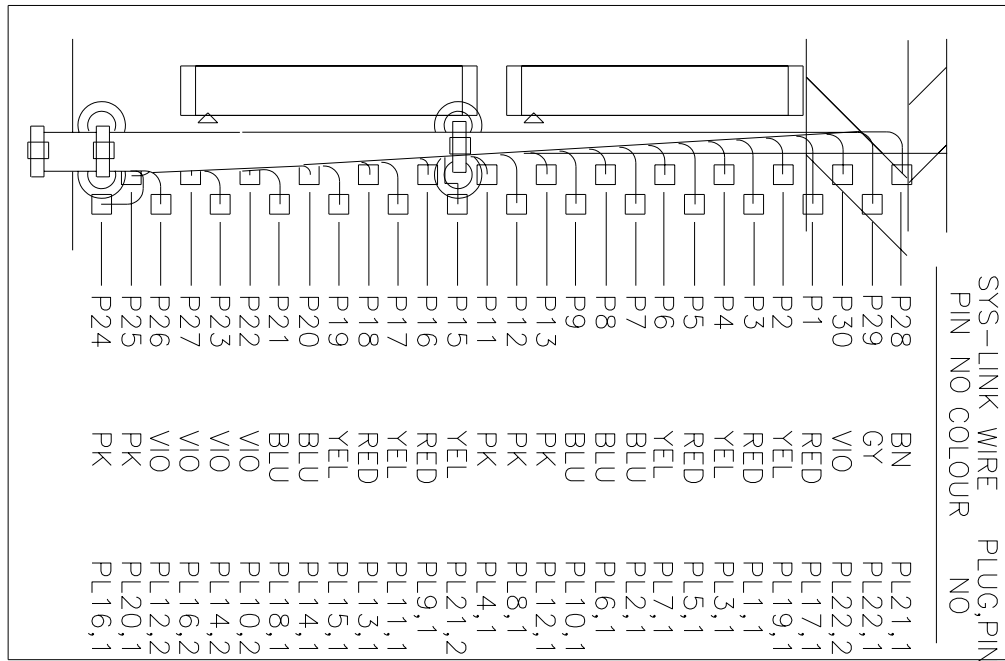 SYS-LINK WIRE PLUG,PIN
PIN NO COLOUR NO
P28 BN PL21,1
P29 GY PL22,1
P30 VIO PL22,2
P1 RED PL17,1
P2 YEL PL19,1
P3 RED PL1,1
P4 YEL PL3,1
P5 RED PL5,1
P6 YEL PL7,1
P7 BLU PL2,1
P8 BLU PL6,1
P9 BLU PL10,1
P13 PK PL12,1
P12 PK PL8,1
P11 PK PL4,1
P15 YEL PL21,2
P16 RED PL9,1
P17 YEL PL11,1
P18 RED PL13,1
P19 YEL PL15,1
P20 BLU PL14,1
P21 BLU PL18,1
P22 VIO PL10,2
P23 VIO PL14,2
P27 VIO PL16,2
P26 VIO PL12,2
P25 PK PL20,1
P24 PK PL16,1